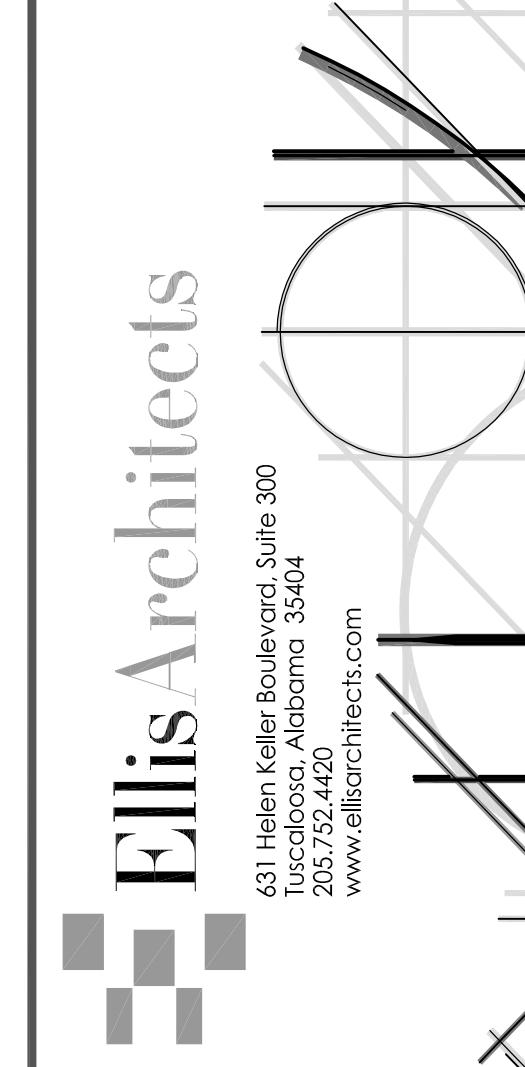 Ellis Architects
631 Helen Keller Boulevard, Suite 300
Tuscaloosa, Alabama 35404
205.752.4420
www.ellisarchitects.com